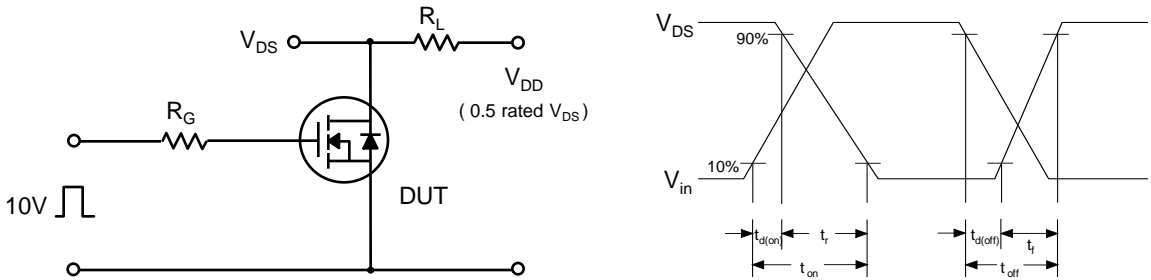 V_DS
R_L
V_DD
( 0.5 rated V_DS )
R_G
10V
DUT
V_DS
90%
10%
V_in
t_d(on)
t_r
t_on
t_d(off)
t_f
t_off